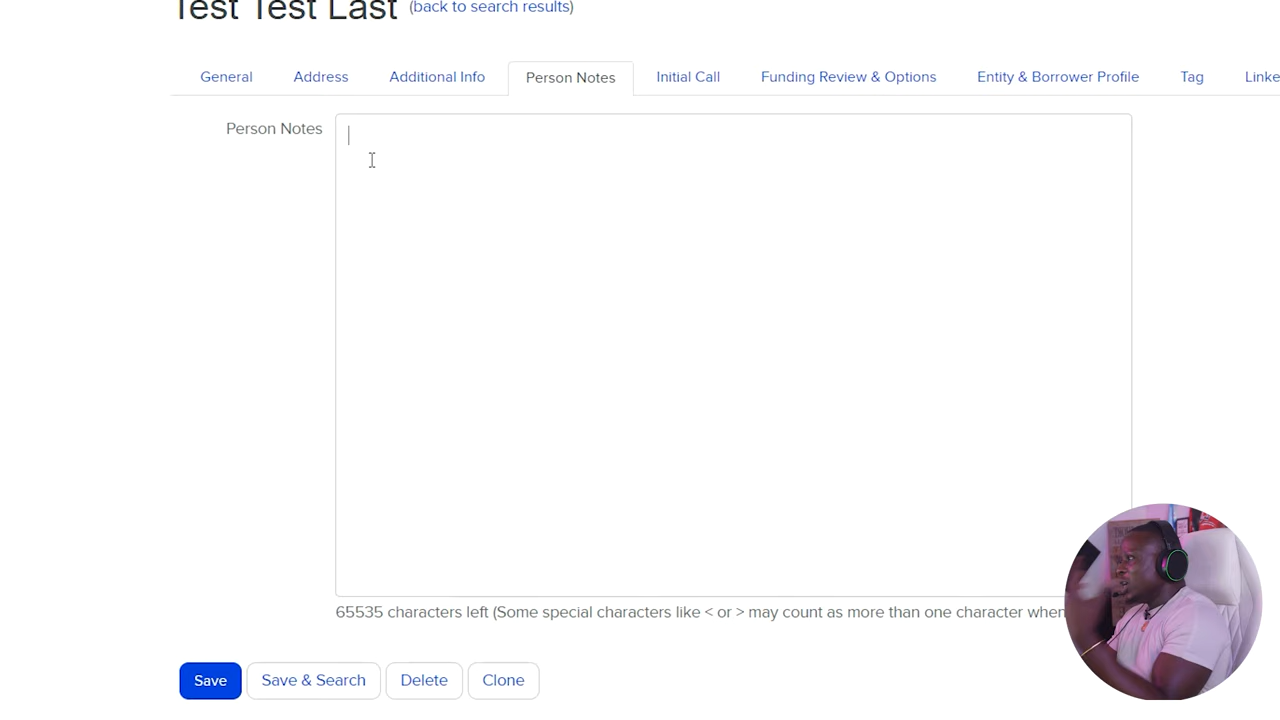 Test Test Last (back to search results)
General Address Additional Info Person Notes Initial Call Funding Review & Options Entity & Borrower Profile Tag Linke
Person Notes
65535 characters left (Some special characters like < or > may count as more than one character when
Save Save & Search Delete Clone